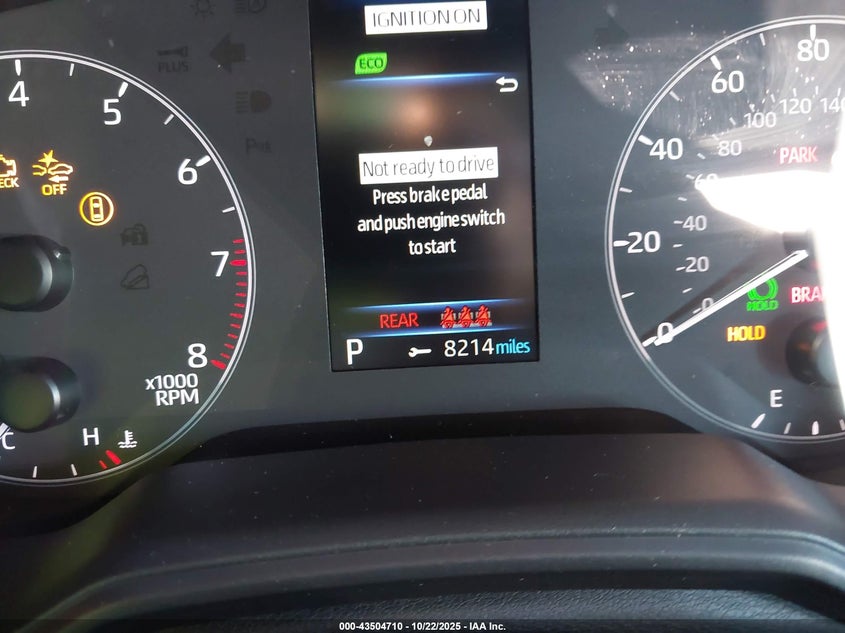 IGNITION ON
ECO
PLUS
Not ready to drive
Press brake pedal
and push engine switch
to start
REAR
P
8214 miles
4
5
6
7
8
x1000
RPM
OFF
C
H
0
20
40
60
80
0
20
40
80
100
120
PARK
HOLD
HOLD
E
000-43504710 - 10/22/2025 - IAA Inc.